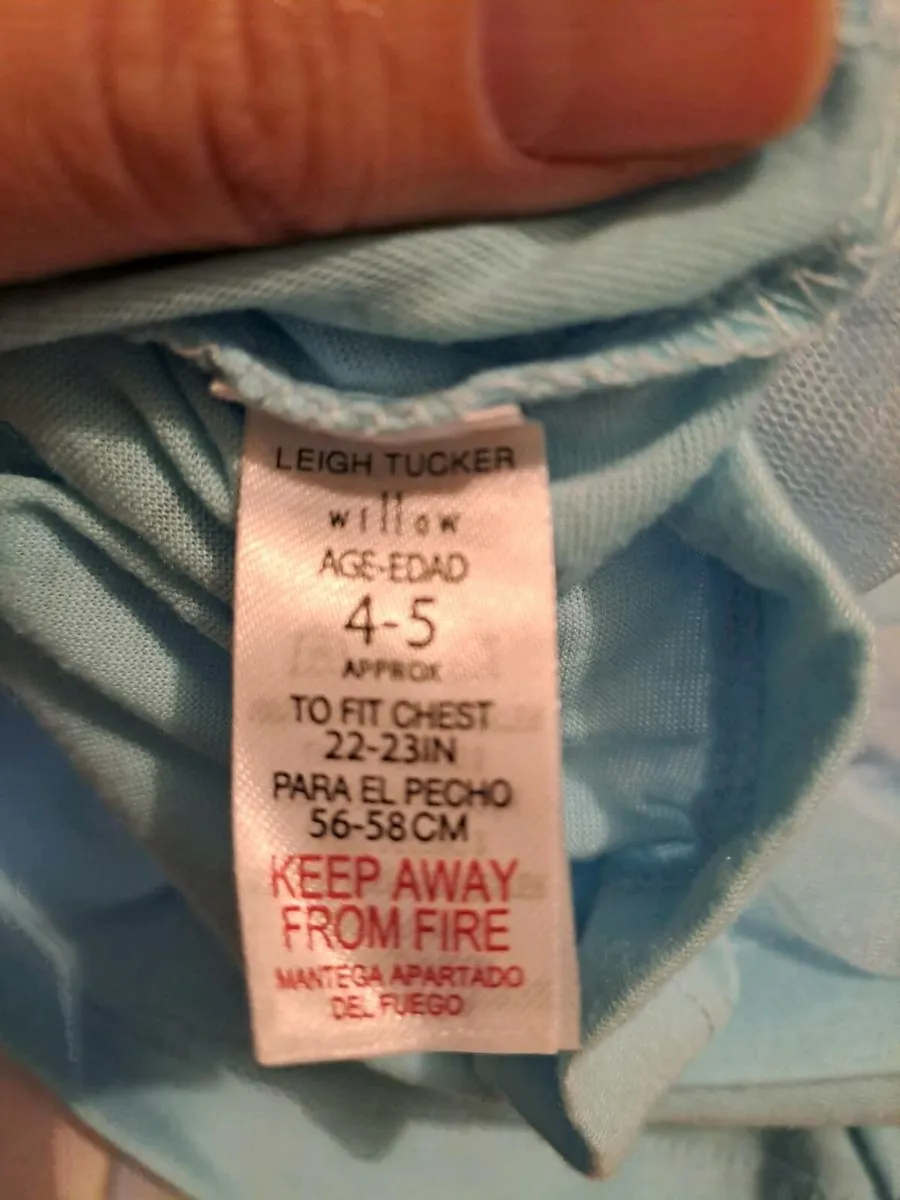 LEIGH TUCKER
willow
AGE-EDAD
4-5
APPROX
TO FIT CHEST
22-23IN
PARA EL PECHO
56-58CM
KEEP AWAY
FROM FIRE
MANTEGA APARTADO
DEL FUEGO